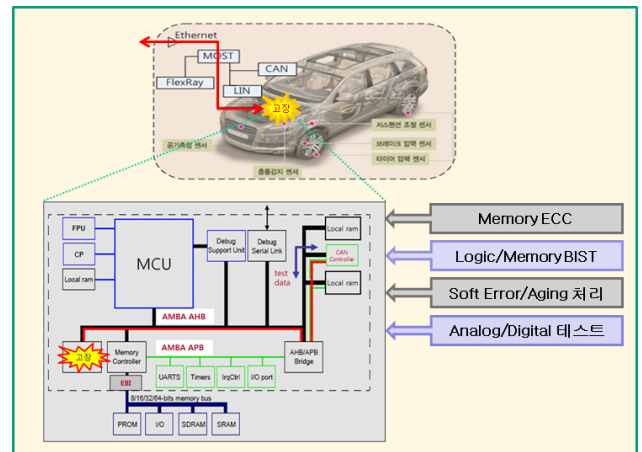 Ethernet
MOST
CAN
FlexRay
LIN
고장
시스펜션 조절 센서
공기측정 센서
브레이크 압력 센서
충돌감지 센서
타이어 압력 센서
FPU
CP
Local ram
MCU
Debug
Support Unit
Debug
Serial Link
test
data
Local ram
CAN
Controller
Local ram
AMBA AHB
고장
Memory
Controller
AMBA APB
AHB/APB
Bridge
EBI
UARTS
Timers
IrqCtrl
I/O port
8/16/32/64-bits memory bus
PROM
I/O
SDRAM
SRAM
Memory ECC
Logic/Memory BIST
Soft Error/Aging 처리
Analog/Digital 테스트